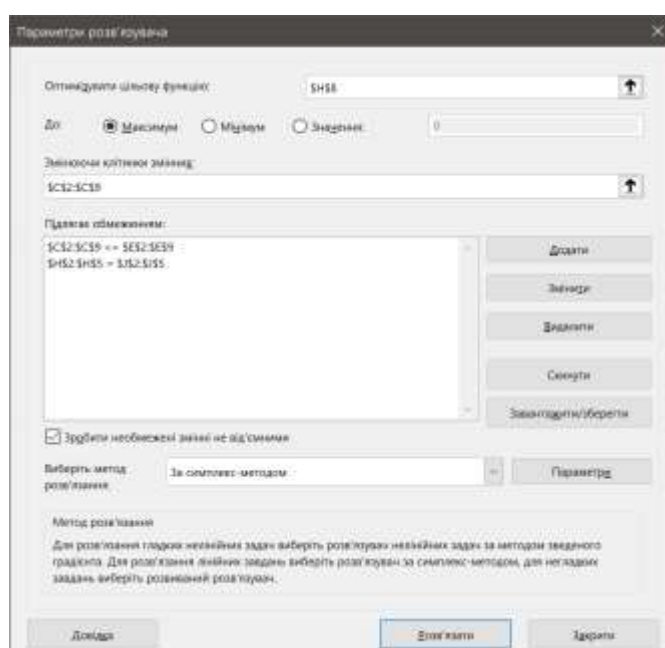 Параметри розв'язувача
Оптимізувати цільову функцію: $H$8
До: Максимум Мінімум Значення: 0
Змінюючи клітинки змінних:
$C$2:$C$9
Підлягає обмеженням:
$C$2:$C$9 <= $E$2:$E$9
$H$2:$H$5 = $J$2:$J$5
Додати
Змінити
Видалити
Скинути
Завантажити/зберегти
Зробити необмежені змінні не від'ємними
Виберіть метод розв'язання:
За симплекс-методом
Параметри
Метод розв'язання
Для розв'язання гладких нелінійних задач виберіть розв'язувач нелінійних задач за методом зведеного
градієнта. Для розв'язання лінійних завдань виберіть розв'язувач за симплекс-методом, для негладких
завдань виберіть розвиваний розв'язувач.
Довідка Розв'язати Закрити